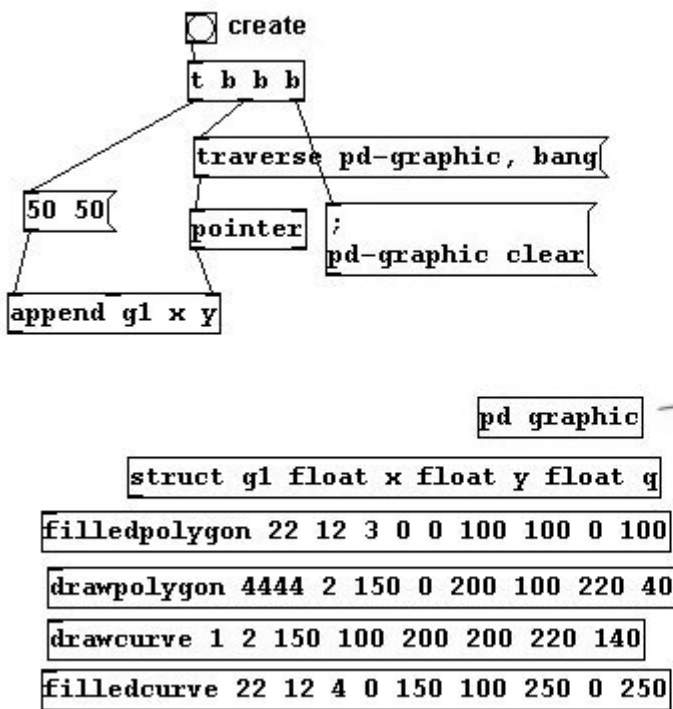 create
t b b b
traverse pd-graphic, bang
50 50
pointer
;
pd-graphic clear
append g1 x y
pd graphic
struct g1 float x float y float q
filledpolygon 22 12 3 0 0 100 100 0 100
drawpolygon 4444 2 150 0 200 100 220 40
drawcurve 1 2 150 100 200 200 220 140
filledcurve 22 12 4 0 150 100 250 0 250